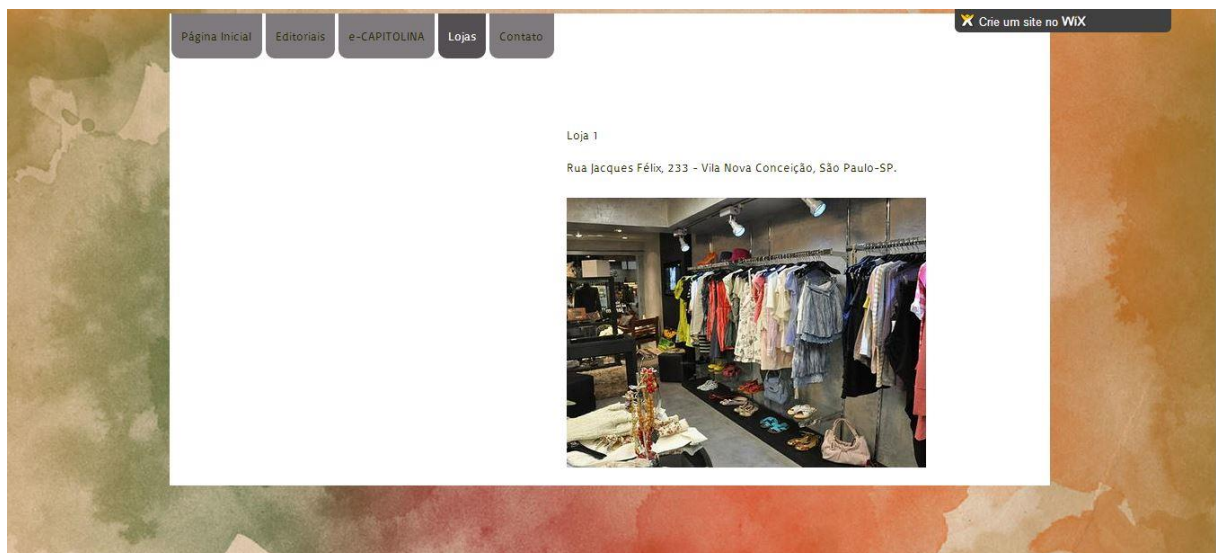 Página Inicial
Editoriais
e-CAPITOLINA
Lojas
Contato
Crie um site no WiX
Loja 1
Rua Jacques Félix, 233 - Vila Nova Conceição, São Paulo-SP.